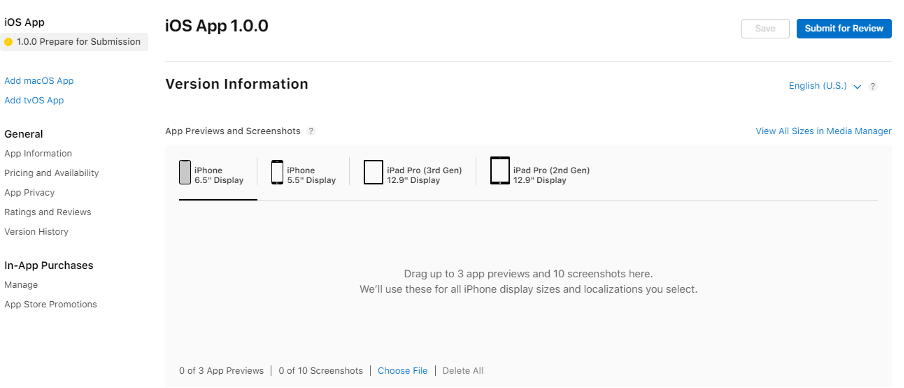 iOS App
1.0.0 Prepare for Submission
Add macOS App
Add tvOS App
General
App Information
Pricing and Availability
App Privacy
Ratings and Reviews
Version History
In-App Purchases
Manage
App Store Promotions
iOS App 1.0.0
Save
Submit for Review
Version Information
English (U.S.)
?
App Previews and Screenshots ?
View All Sizes in Media Manager
iPhone
6.5" Display
iPhone
5.5" Display
iPad Pro (3rd Gen)
12.9" Display
iPad Pro (2nd Gen)
12.9" Display
Drag up to 3 app previews and 10 screenshots here.
We'll use these for all iPhone display sizes and localizations you select.
0 of 3 App Previews
0 of 10 Screenshots
Choose File
Delete All